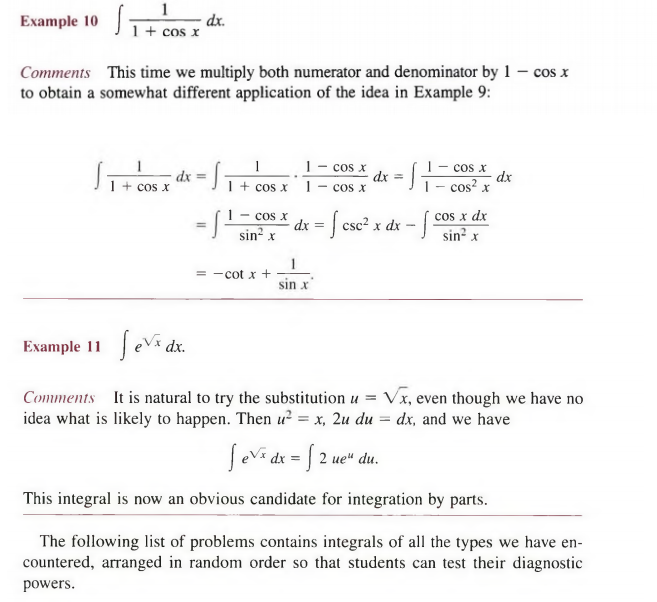 Example 10 ∫ 1/(1 + cos x) dx.
Comments This time we multiply both numerator and denominator by 1 − cos x
to obtain a somewhat different application of the idea in Example 9:
∫ 1/(1 + cos x) dx = ∫ 1/(1 + cos x) · (1 − cos x)/(1 − cos x) dx = ∫ (1 − cos x)/(1 − cos² x) dx
= ∫ (1 − cos x)/(sin² x) dx = ∫ csc² x dx − ∫ (cos x dx)/(sin² x)
= −cot x + 1/(sin x).
Example 11 ∫ e^√x dx.
Comments It is natural to try the substitution u = √x, even though we have no
idea what is likely to happen. Then u² = x, 2u du = dx, and we have
∫ e^√x dx = ∫ 2 ue^u du.
This integral is now an obvious candidate for integration by parts.
The following list of problems contains integrals of all the types we have en-
countered, arranged in random order so that students can test their diagnostic
powers.